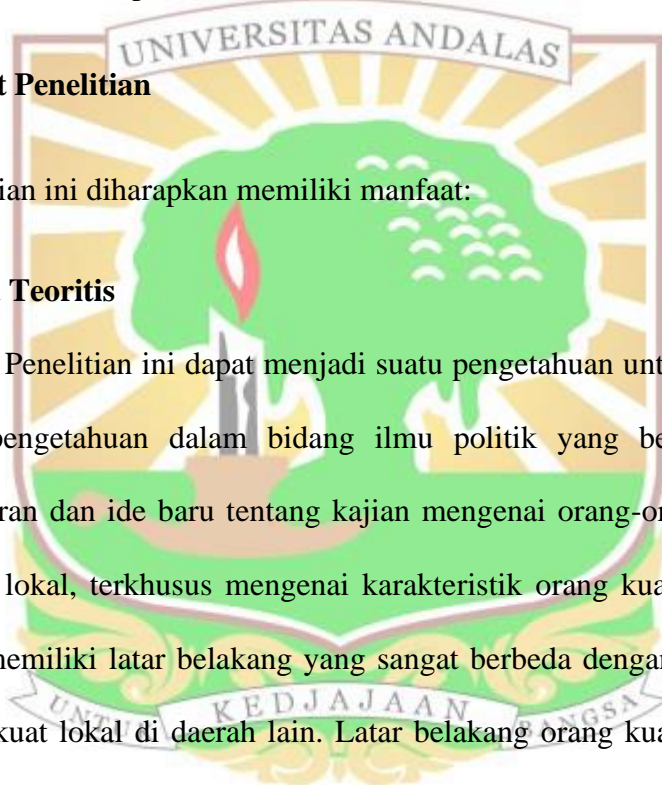 UNIVERSITAS ANDALAS
t Penelitian
ian ini diharapkan memiliki manfaat:
Teoritis
Penelitian ini dapat menjadi suatu pengetahuan unt
pengetahuan dalam bidang ilmu politik yang be
ran dan ide baru tentang kajian mengenai orang-or
lokal, terkhusus mengenai karakteristik orang kua
memiliki latar belakang yang sangat berbeda dengan
kuat lokal di daerah lain. Latar belakang orang kua
UNTUK KEDJAJAAN BANGSA